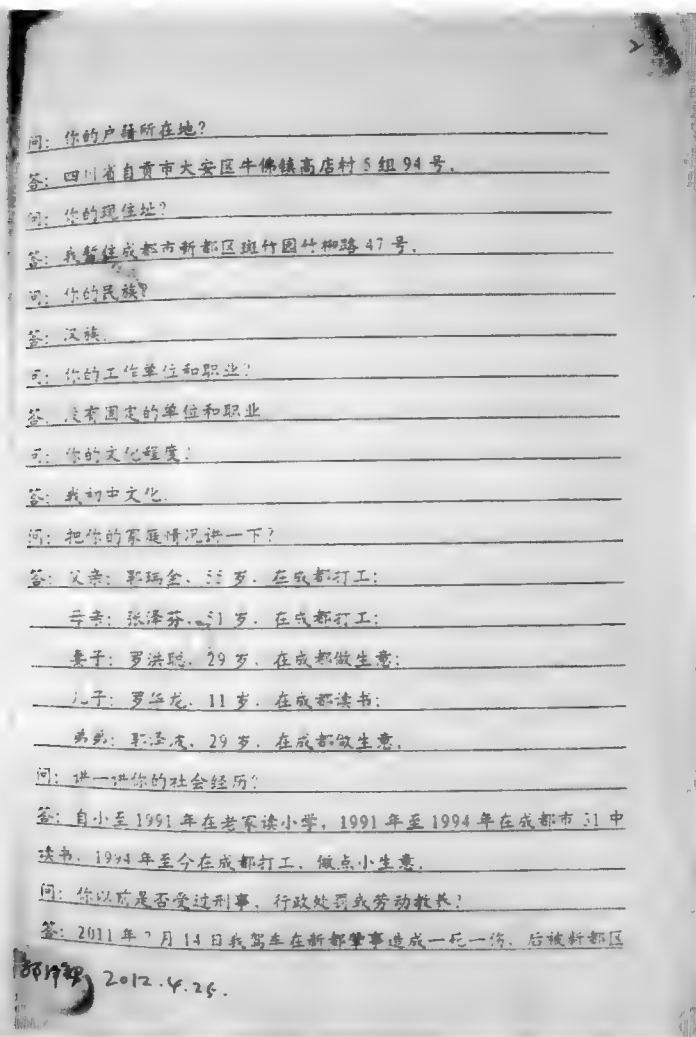 2
问：你的户籍所在地？
答：四川省自贡市大安区牛佛镇高店村5组94号。
问：你的现住址？
答：我暂住成都市新都区斑竹园竹柳路47号。
问：你的民族？
答：汉族。
问：你的工作单位和职业？
答：没有固定的单位和职业
问：你的文化程度？
答：我初中文化。
问：把你的家庭情况讲一下？
答：父亲：郭瑞全、岁、在成都打工；
母亲：张泽芬、51岁、在成都打工；
妻子：罗洪聪、29岁、在成都做生意；
儿子：罗龙、11岁、在成都读书；
弟弟：郭泽、29岁、在成都做生意。
问：讲一讲你的社会经历？
答：自小至1991年在老家读小学，1991年至1994年在成都市31中
读书，1994年至今在成都打工、做点小生意。
问：你以前是否受过刑事、行政处罚或劳动教养？
答：2011年月14日我驾车在新都肇事造成一死一伤，后被新都区
2012.4.25.